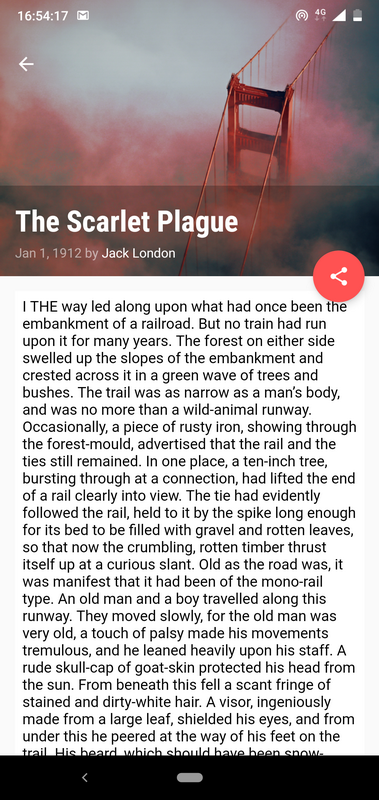 16:54:17
4G
The Scarlet Plague
Jan 1, 1912 by Jack London
I THE way led along upon what had once been the
embankment of a railroad. But no train had run
upon it for many years. The forest on either side
swelled up the slopes of the embankment and
crested across it in a green wave of trees and
bushes. The trail was as narrow as a man's body,
and was no more than a wild-animal runway.
Occasionally, a piece of rusty iron, showing through
the forest-mould, advertised that the rail and the
ties still remained. In one place, a ten-inch tree,
bursting through at a connection, had lifted the end
of a rail clearly into view. The tie had evidently
followed the rail, held to it by the spike long enough
for its bed to be filled with gravel and rotten leaves,
so that now the crumbling, rotten timber thrust
itself up at a curious slant. Old as the road was, it
was manifest that it had been of the mono-rail
type. An old man and a boy travelled along this
runway. They moved slowly, for the old man was
very old, a touch of palsy made his movements
tremulous, and he leaned heavily upon his staff. A
rude skull-cap of goat-skin protected his head from
the sun. From beneath this fell a scant fringe of
stained and dirty-white hair. A visor, ingeniously
made from a large leaf, shielded his eyes, and from
under this he peered at the way of his feet on the
trail. His beard, which should have been snow-